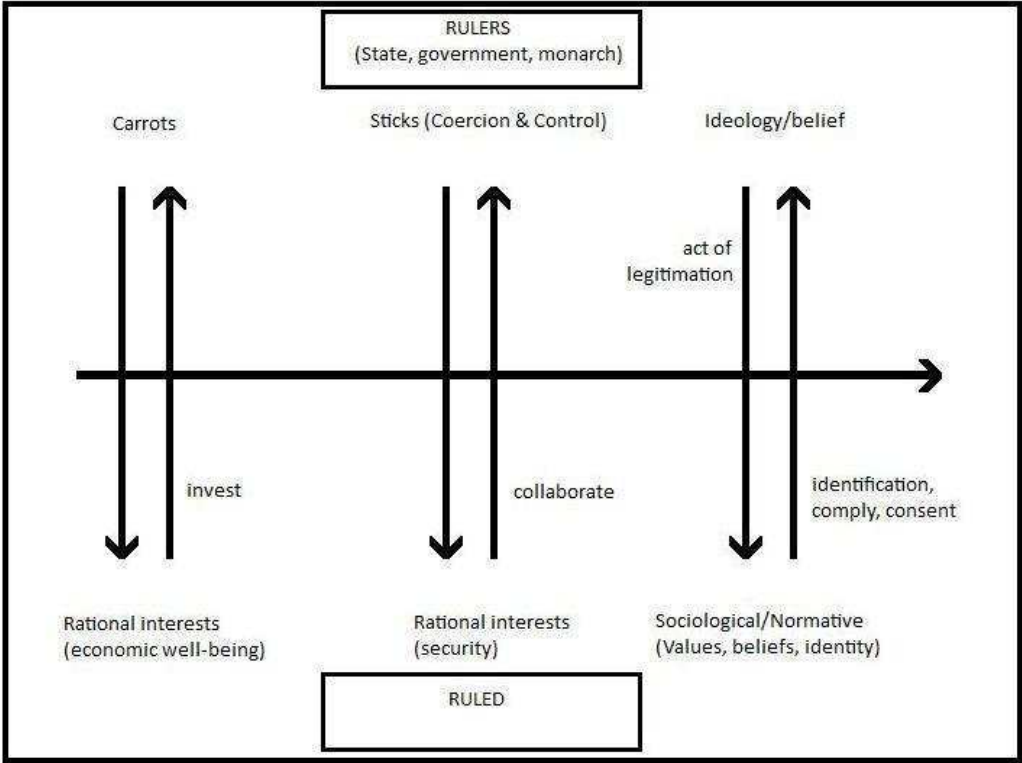 RULERS
(State, government, monarch)
Carrots
Sticks (Coercion & Control)
Ideology/belief
act of
legitimation
invest
collaborate
identification,
comply, consent
Rational interests
(economic well-being)
Rational interests
(security)
Sociological/Normative
(Values, beliefs, identity)
RULED